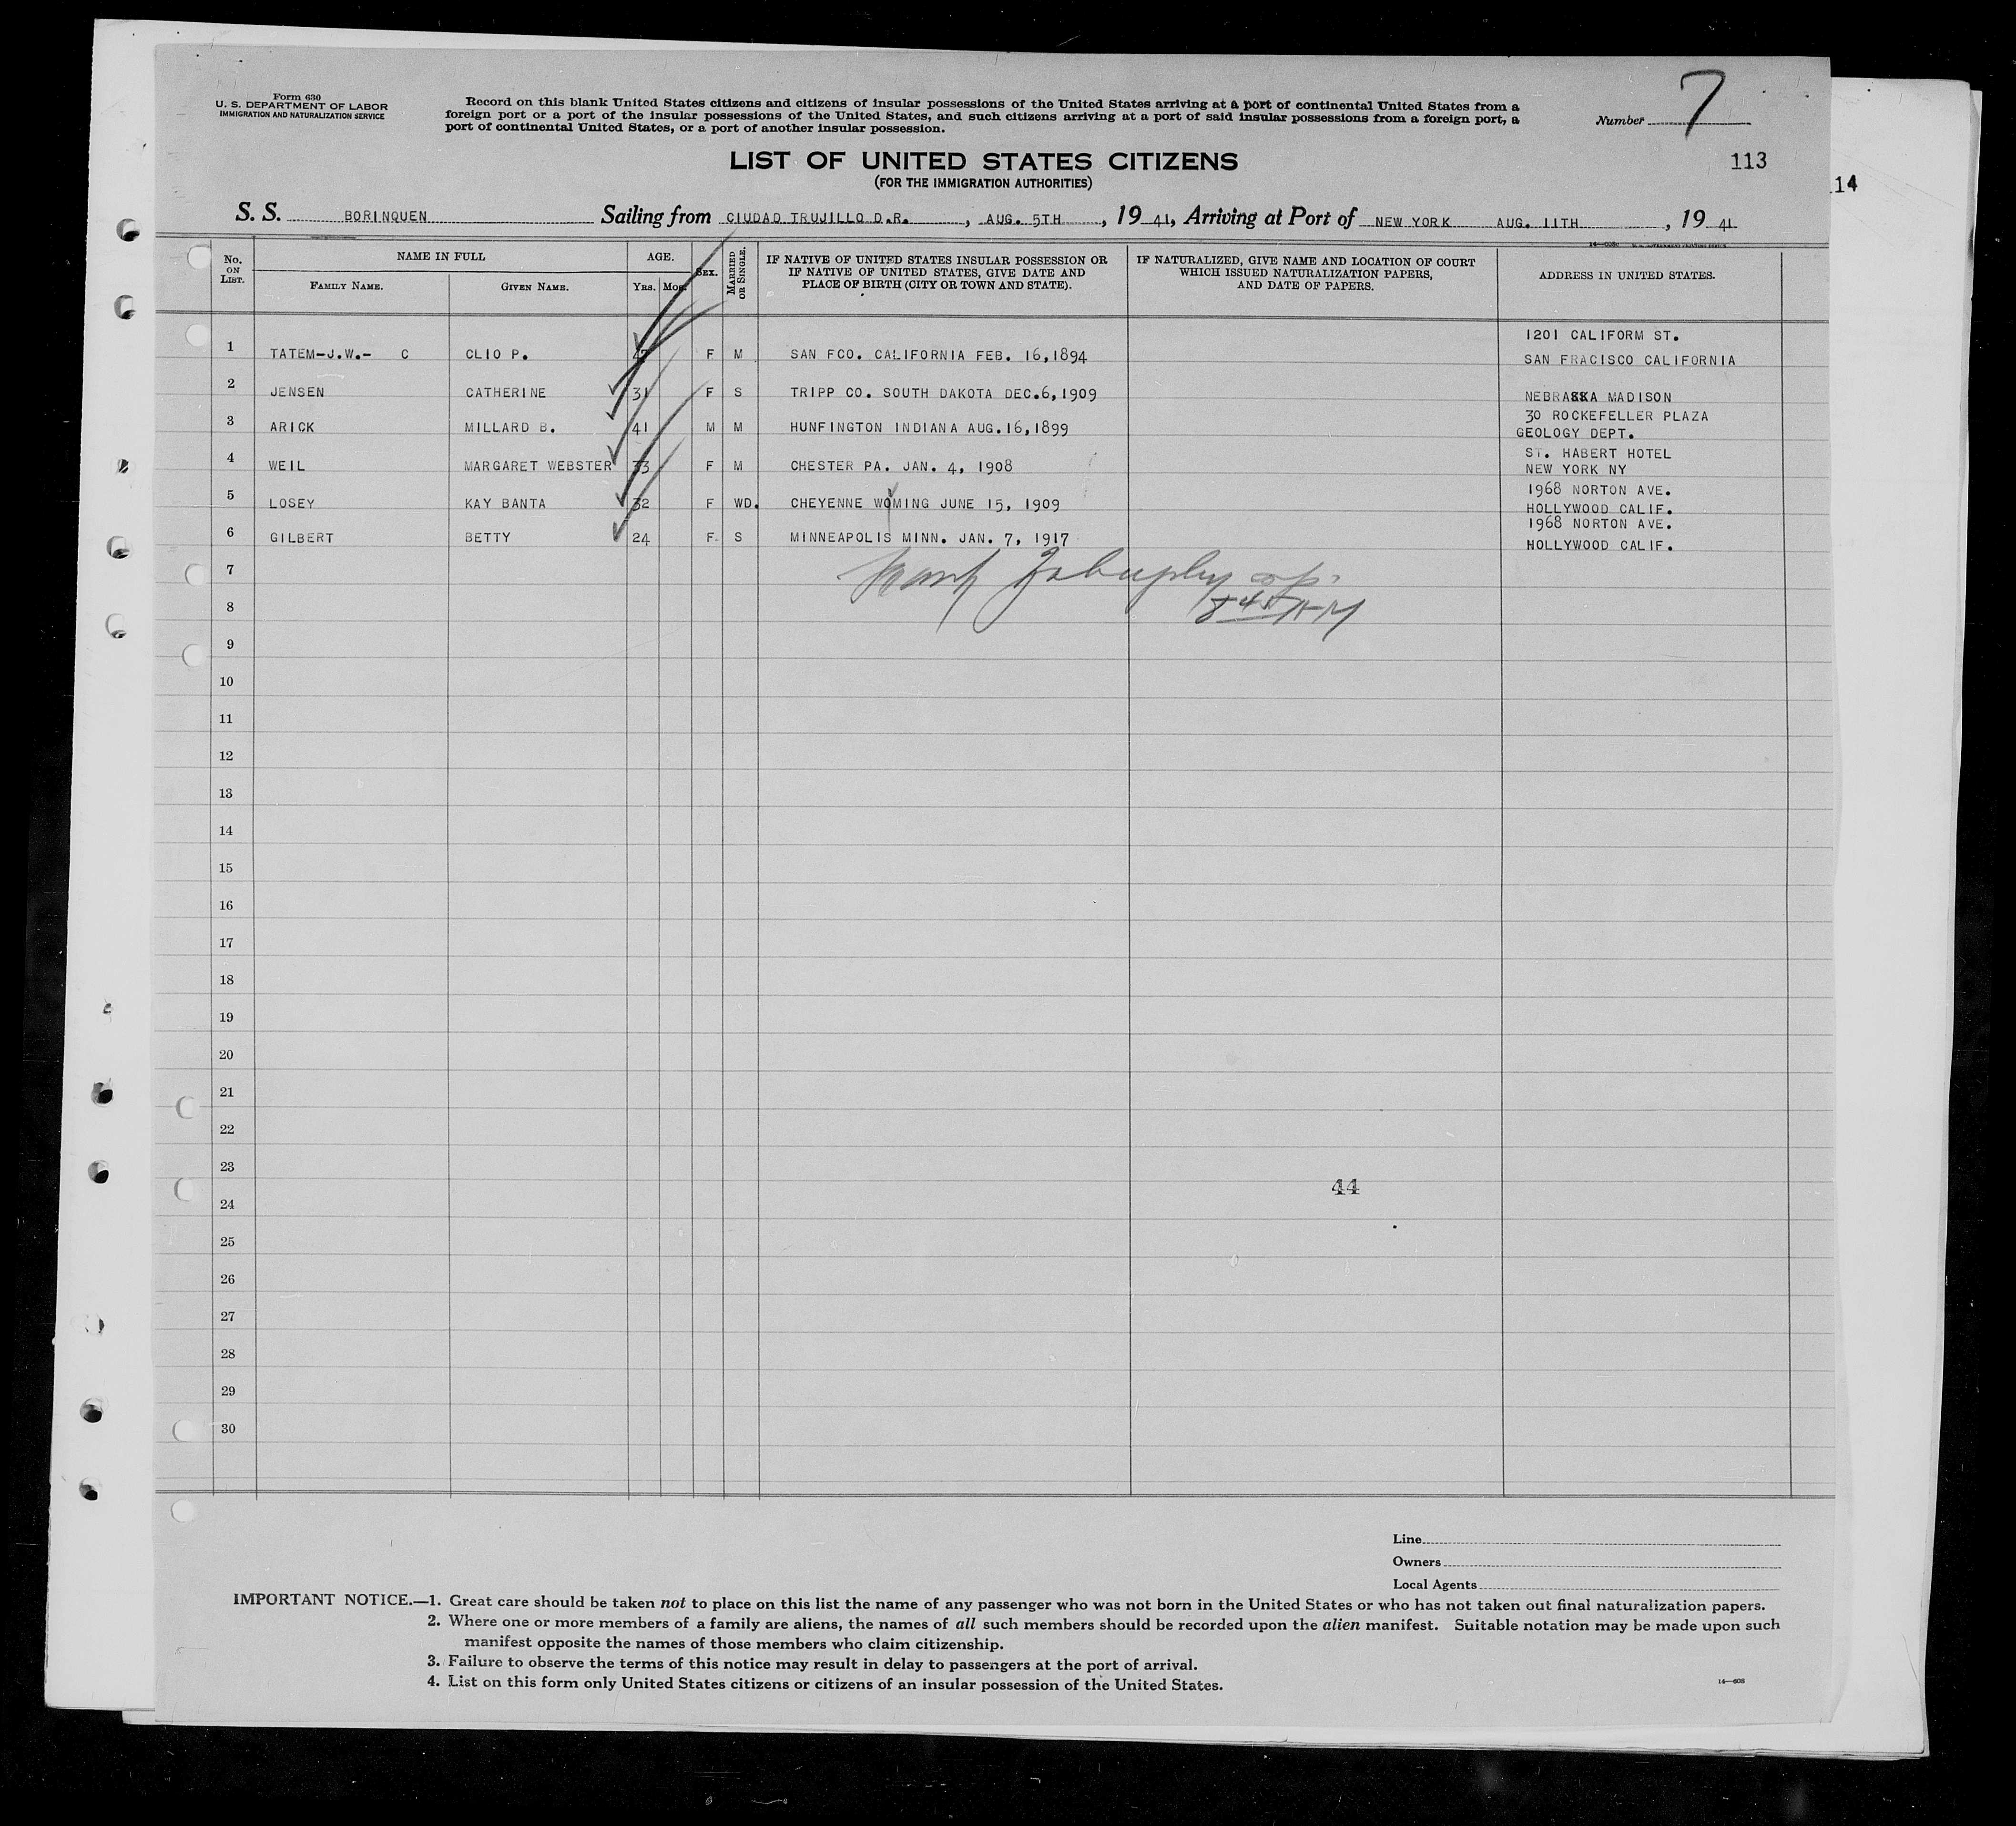 Form 630
U. S. DEPARTMENT OF LABOR
IMMIGRATION AND NATURALIZATION SERVICE
Record on this blank United States citizens and citizens of insular possessions of the United States arriving at a port of continental United States from a
foreign port or a port of the insular possessions of the United States, and such citizens arriving at a port of said insular possessions from a foreign port, a
port of continental United States, or a port of another insular possession.
Number 7
LIST OF UNITED STATES CITIZENS
(FOR THE IMMIGRATION AUTHORITIES)
113
14
S. S. BORINQUEN Sailing from CIUDAD TRUJILLO D.R. , AUG. 5TH , 19 41, Arriving at Port of NEW YORK AUG. 11TH , 19 41
No. ON LIST.
NAME IN FULL
FAMILY NAME.
GIVEN NAME.
AGE.
YRS.
MOS.
SEX.
MARRIED OR SINGLE.
IF NATIVE OF UNITED STATES INSULAR POSSESSION OR
IF NATIVE OF UNITED STATES, GIVE DATE AND
PLACE OF BIRTH (CITY OR TOWN AND STATE).
IF NATURALIZED, GIVE NAME AND LOCATION OF COURT
WHICH ISSUED NATURALIZATION PAPERS,
AND DATE OF PAPERS.
ADDRESS IN UNITED STATES.
1201 CALIFORM ST.
1 TATEM-J.W.- C CLIO P. 47 F M SAN FCO. CALIFORNIA FEB. 16,1894 SAN FRACISCO CALIFORNIA
2 JENSEN CATHERINE 31 F S TRIPP CO. SOUTH DAKOTA DEC.6,1909 NEBRASKA MADISON
30 ROCKEFELLER PLAZA
3 ARICK MILLARD B. 41 M M HUNFINGTON INDIANA AUG.16,1899 GEOLOGY DEPT.
ST. HABERT HOTEL
4 WEIL MARGARET WEBSTER 33 F M CHESTER PA. JAN. 4, 1908 NEW YORK NY
1968 NORTON AVE.
5 LOSEY KAY BANTA 32 F WD. CHEYENNE WOMING JUNE 15, 1909 HOLLYWOOD CALIF.
1968 NORTON AVE.
6 GILBERT BETTY 24 F S MINNEAPOLIS MINN. JAN. 7, 1917 HOLLYWOOD CALIF.
7
8 8 45 AM
9
10
11
12
13
14
15
16
17
18
19
20
21
22
23
44
24
25
26
27
28
29
30
Line
Owners
Local Agents
IMPORTANT NOTICE.—1. Great care should be taken not to place on this list the name of any passenger who was not born in the United States or who has not taken out final naturalization papers.
2. Where one or more members of a family are aliens, the names of all such members should be recorded upon the alien manifest. Suitable notation may be made upon such
manifest opposite the names of those members who claim citizenship.
3. Failure to observe the terms of this notice may result in delay to passengers at the port of arrival.
4. List on this form only United States citizens or citizens of an insular possession of the United States.
14—608